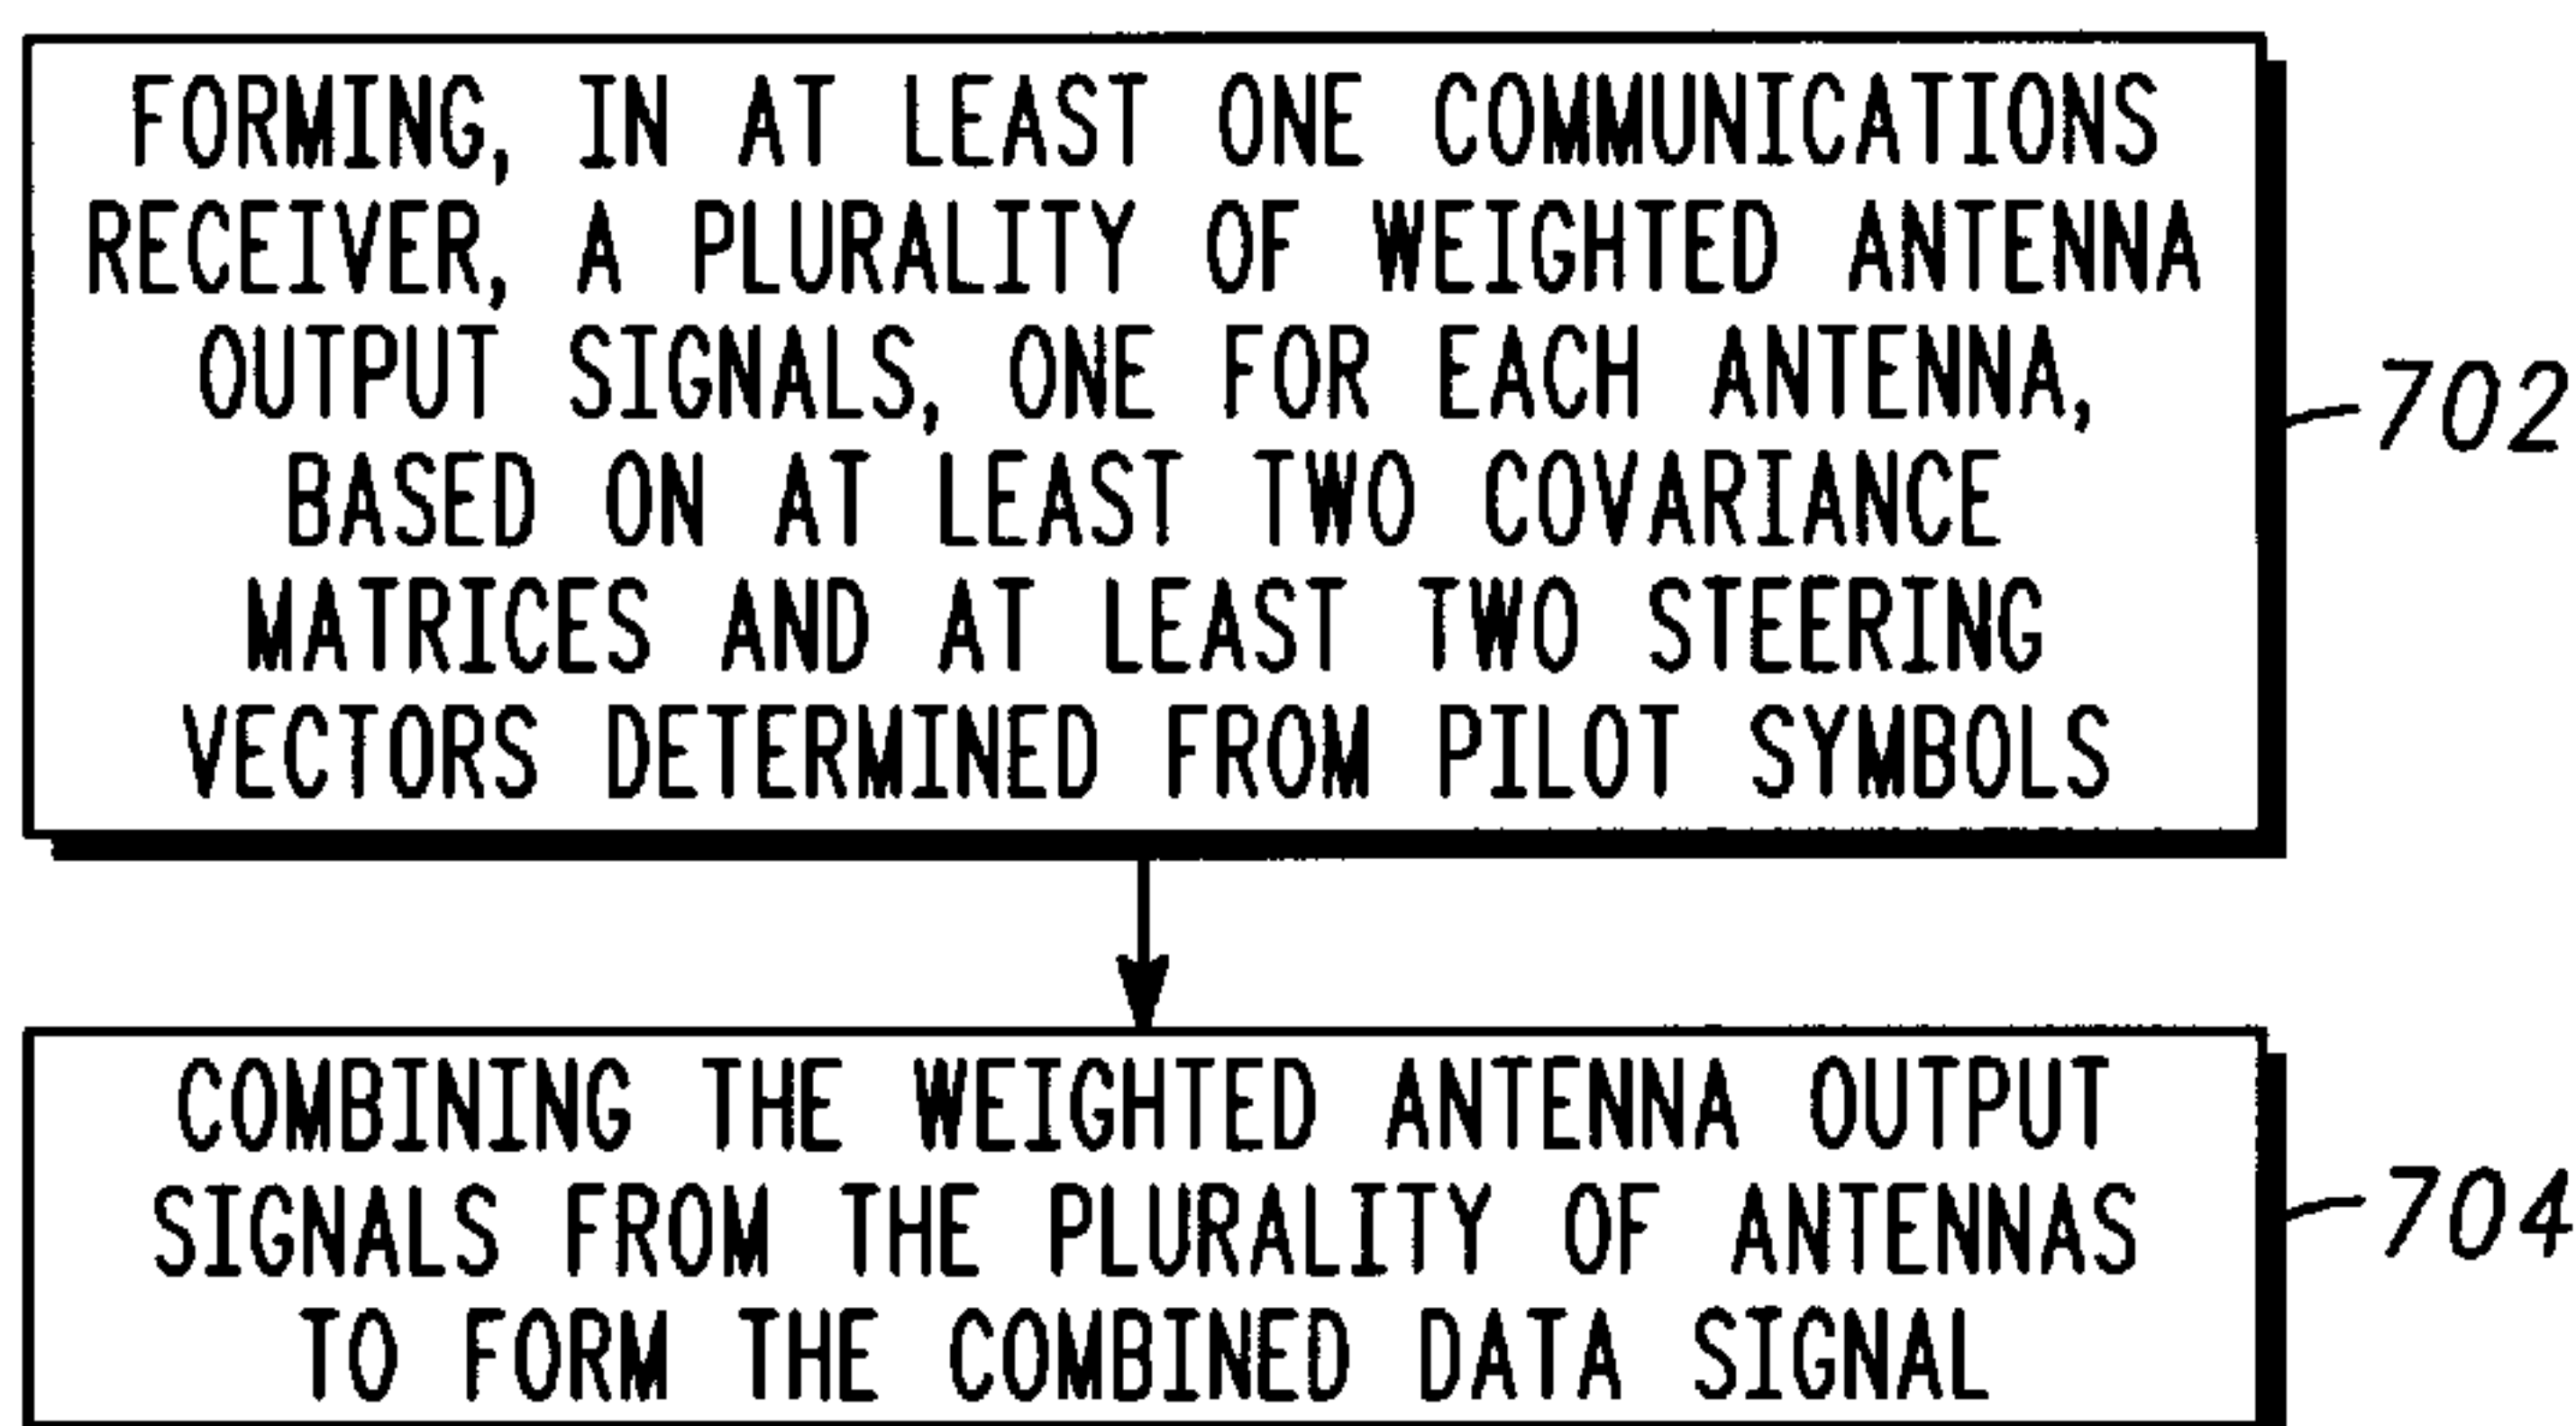 FORMING, IN AT LEAST ONE COMMUNICATIONS
RECEIVER, A PLURALITY OF WEIGHTED ANTENNA
OUTPUT SIGNALS, ONE FOR EACH ANTENNA,
BASED ON AT LEAST TWO COVARIANCE
MATRICES AND AT LEAST TWO STEERING
VECTORS DETERMINED FROM PILOT SYMBOLS
702
COMBINING THE WEIGHTED ANTENNA OUTPUT
SIGNALS FROM THE PLURALITY OF ANTENNAS
TO FORM THE COMBINED DATA SIGNAL
704